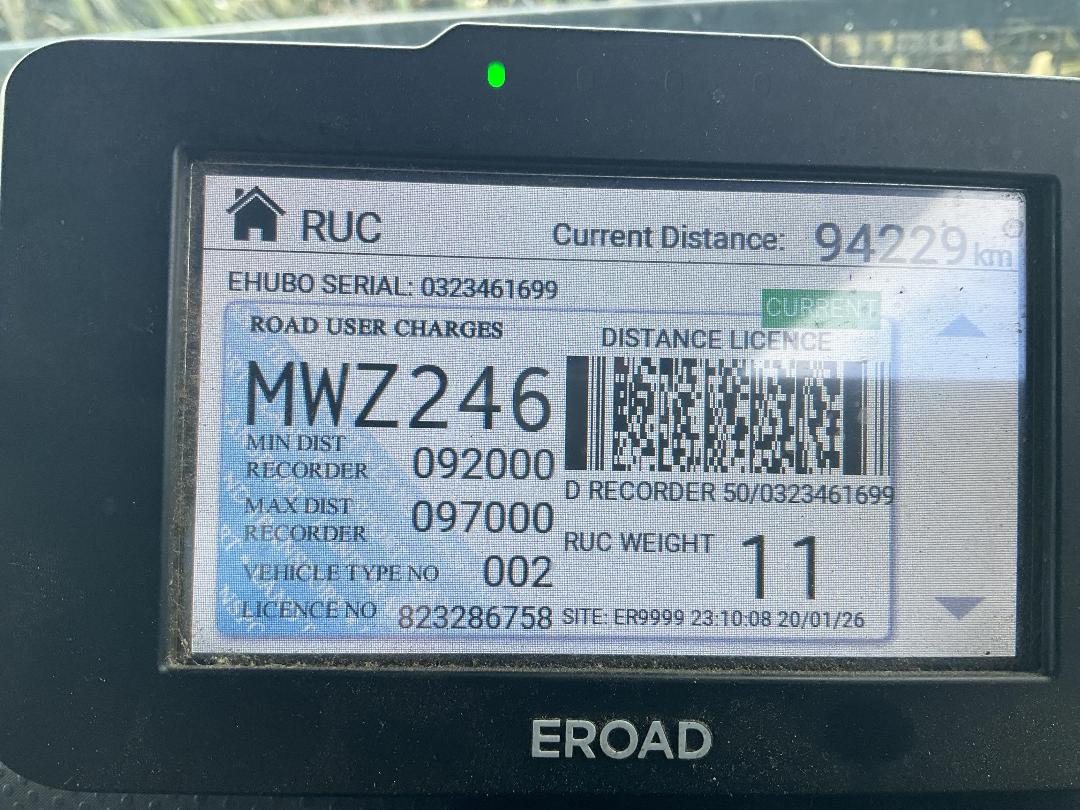 RUC
Current Distance: 94229 km
EHUBO SERIAL: 0323461699
CURRENT
ROAD USER CHARGES
DISTANCE LICENCE
MWZ246
MIN DIST
RECORDER 092000
D RECORDER 50/0323461699
MAX DIST
RECORDER 097000
RUC WEIGHT 11
VEHICLE TYPE NO 002
LICENCE NO 823286758
SITE: ER9999 23:10:08 20/01/26
EROAD